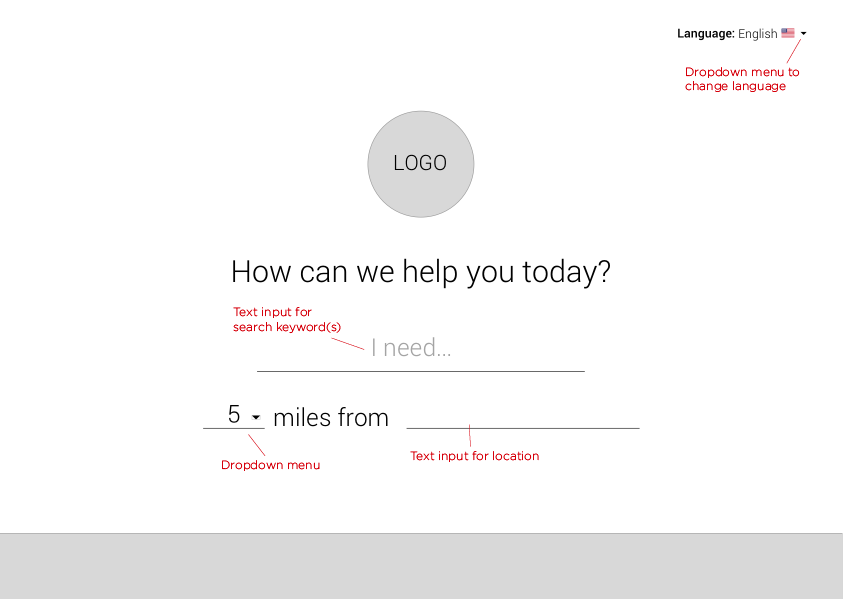 Language: English
Dropdown menu to
change language
LOGO
How can we help you today?
Text input for
search keyword(s)
I need...
5 miles from
Dropdown menu
Text input for location